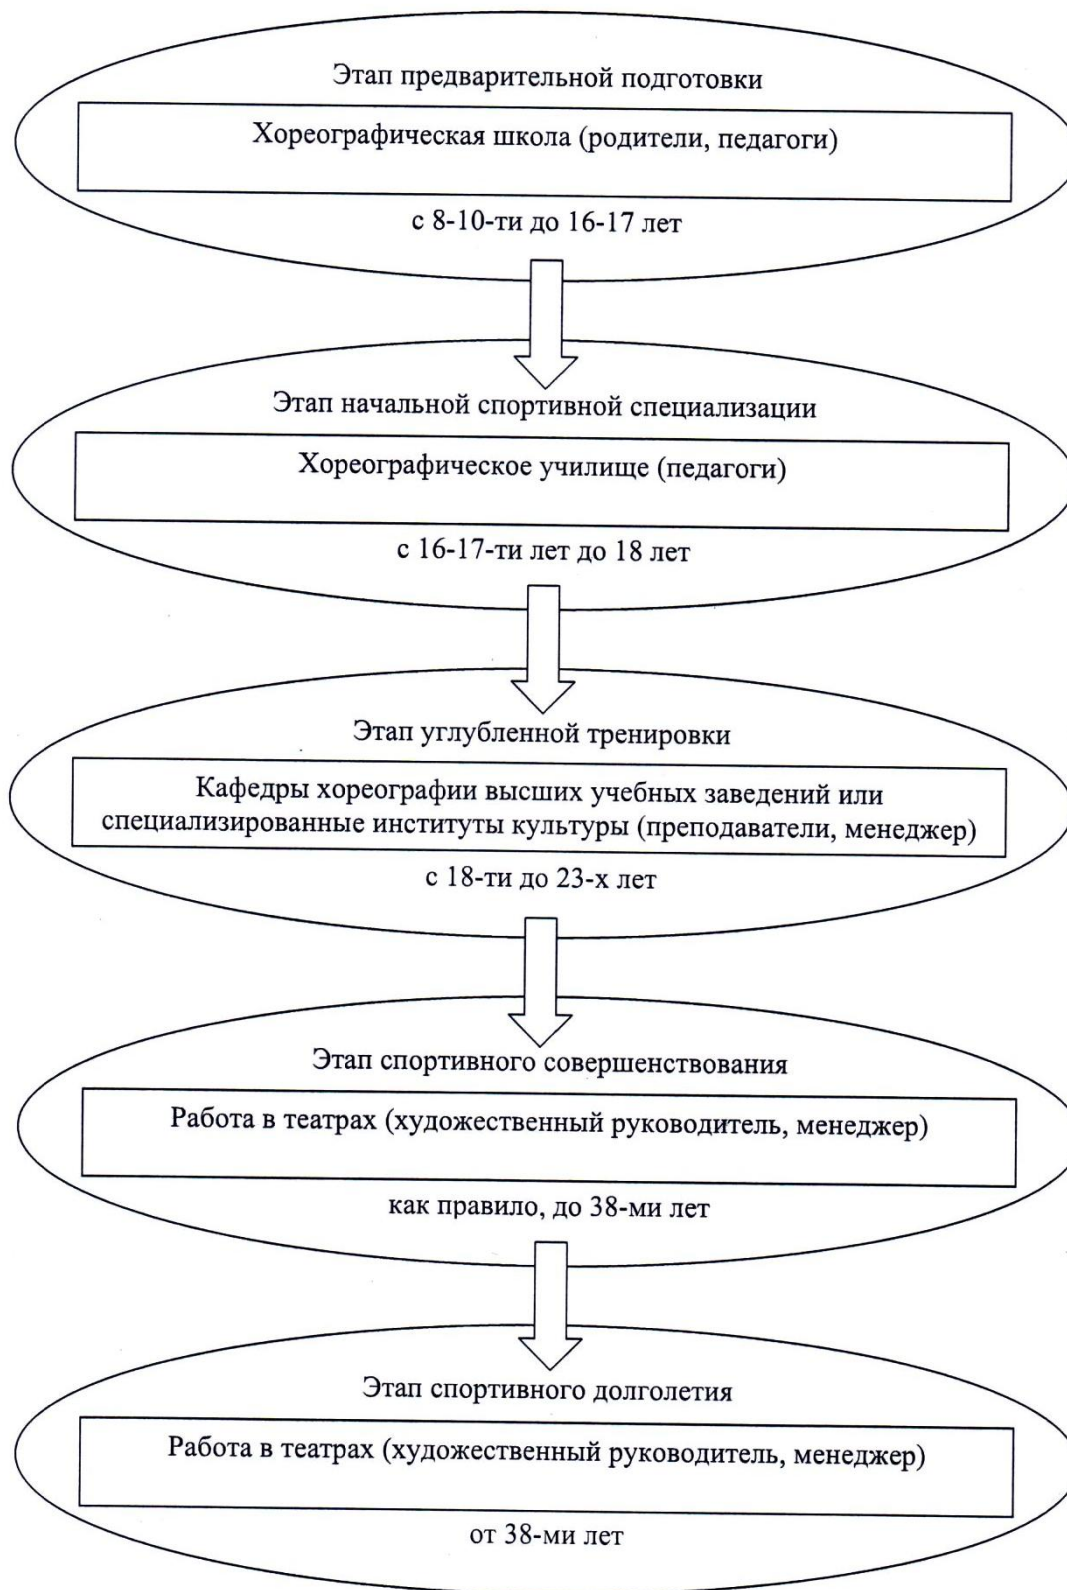 Этап предварительной подготовки
Хореографическая школа (родители, педагоги)
с 8-10-ти до 16-17 лет
Этап начальной спортивной специализации
Хореографическое училище (педагоги)
с 16-17-ти лет до 18 лет
Этап углубленной тренировки
Кафедры хореографии высших учебных заведений или
специализированные институты культуры (преподаватели, менеджер)
с 18-ти до 23-х лет
Этап спортивного совершенствования
Работа в театрах (художественный руководитель, менеджер)
как правило, до 38-ми лет
Этап спортивного долголетия
Работа в театрах (художественный руководитель, менеджер)
от 38-ми лет